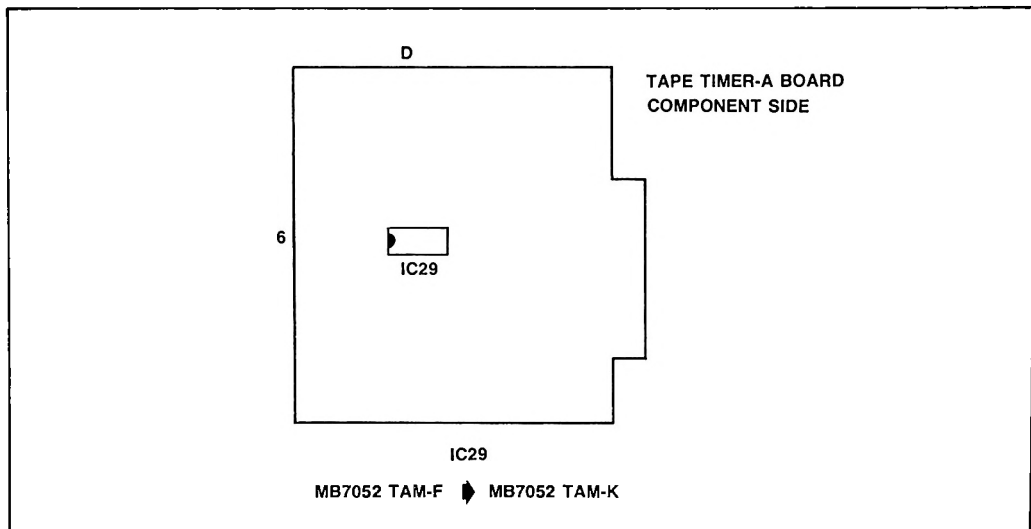 D
TAPE TIMER-A BOARD
COMPONENT SIDE
6
IC29
IC29
MB7052 TAM-F MB7052 TAM-K